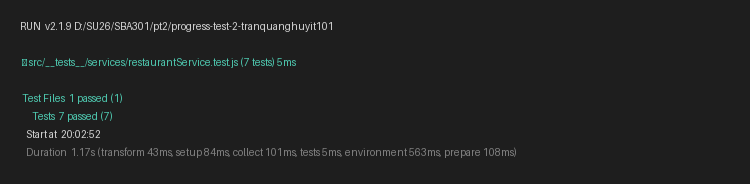 RUN v2.1.9 D:/SU26/SBA301/pt2/progress-test-2-tranquanghuyit101
src/__tests__/services/restaurantService.test.js (7 tests) 5ms
Test Files 1 passed (1)
Tests 7 passed (7)
Start at 20:02:52
Duration 1.17s (transform 43ms, setup 84ms, collect 101ms, tests 5ms, environment 563ms, prepare 108ms)